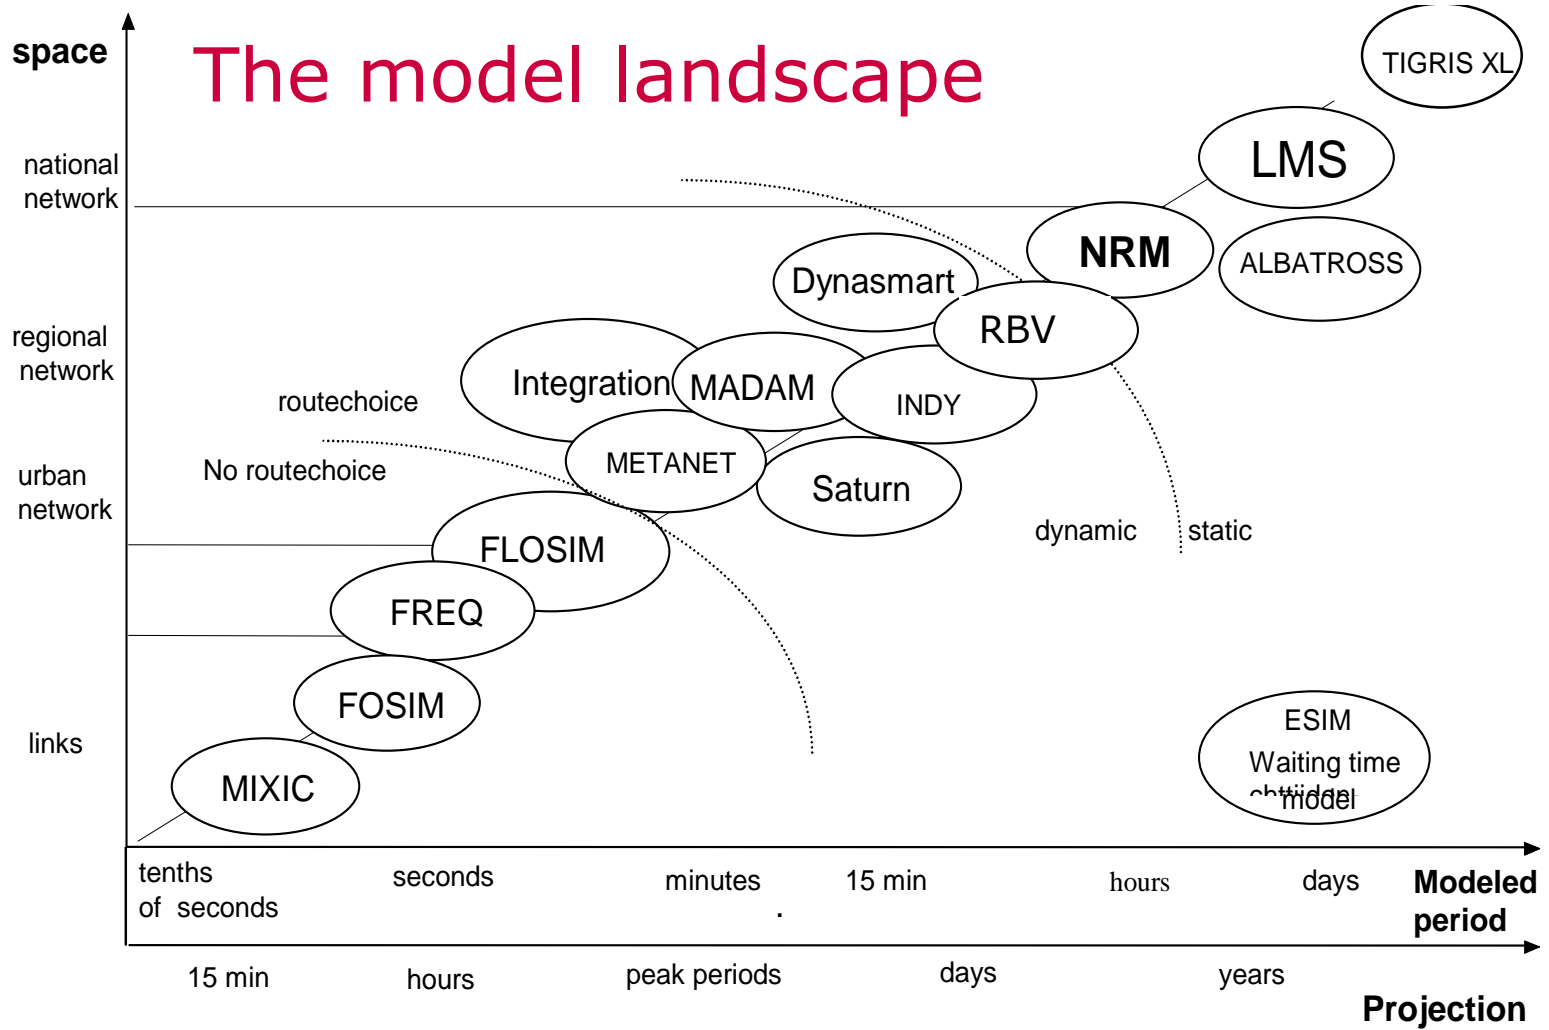 The model landscape
space
TIGRIS XL
LMS
national
network
NRM
ALBATROSS
Dynasmart
RBV
regional
network
Integration
MADAM
INDY
routechoice
No routechoice
METANET
Saturn
urban
network
dynamic
static
FLOSIM
FREQ
FOSIM
links
MIXIC
ESIM
Waiting time
model
tenths
of seconds
seconds
minutes
.
15 min
hours
days
Modeled
period
15 min
hours
peak periods
days
years
Projection